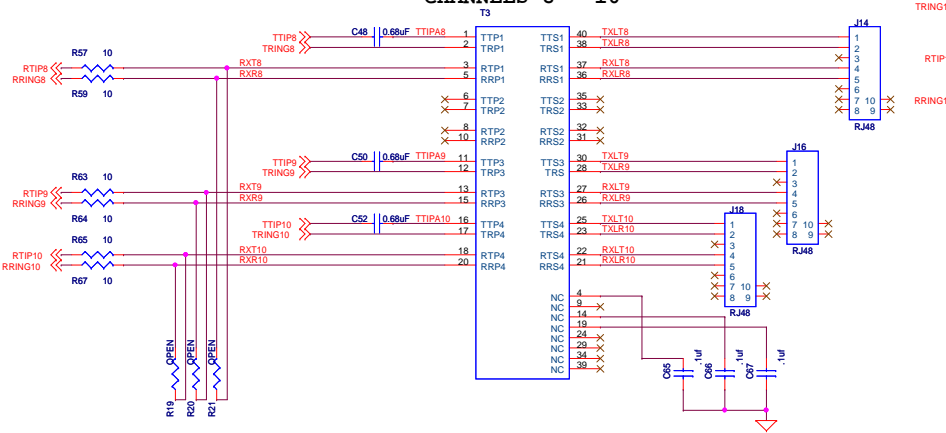 CHANNELS 8 - 10
TRING1
T3
J14
C48 0.68uF
TTIP8 TTIPA8 1 TTP1 TTS1 40 TXLT8 1
TRING8 2 TRP1 TRS1 38 TXLR8 2
3
R57 10
RTIP8 RXT8 3 RTP1 RTS1 37 RXLT8 4
RTIP
RRING8 RXR8 5 RRP1 RRS1 36 RXLR8 5
R59 10
6
6 TTP2 TTS2 35 7 10
RRING1
7 TRP2 TRS2 33 8 9
RJ48
8 RTP2 RTS2 32
10 RRP2 RRS2 31
J16
C50 0.68uF
TTIP9 TTIPA9 11 TTP3 TTS3 30 TXLT9 1
TRING9 12 TRP3 TRS 28 TXLR9 2
3
R63 10
RTIP9 RXT9 13 RTP3 RTS3 27 RXLT9 4
RRING9 RXR9 15 RRP3 RRS3 26 RXLR9 5
R64 10
J18
6
C52 0.68uF
TTIP10 TTIPA10 16 TTP4 TTS4 25 TXLT10 1
7 10
TRING10 17 TRP4 TRS4 23 TXLR10 2
8 9
RJ48
R65 10
3
RTIP10 RXT10 18 RTP4 RTS4 22 RXLT10 4
RRING10 RXR10 20 RRP4 RRS4 21 RXLR10 5
R67 10
6
7 10
8 9
RJ48
NC 4
NC 9
NC 14
NC 19
NC 24
NC 29
NC 34
NC 39
R19 OPEN
R20 OPEN
R21 OPEN
C65 .1uf
C66 .1uf
C67 .1uf